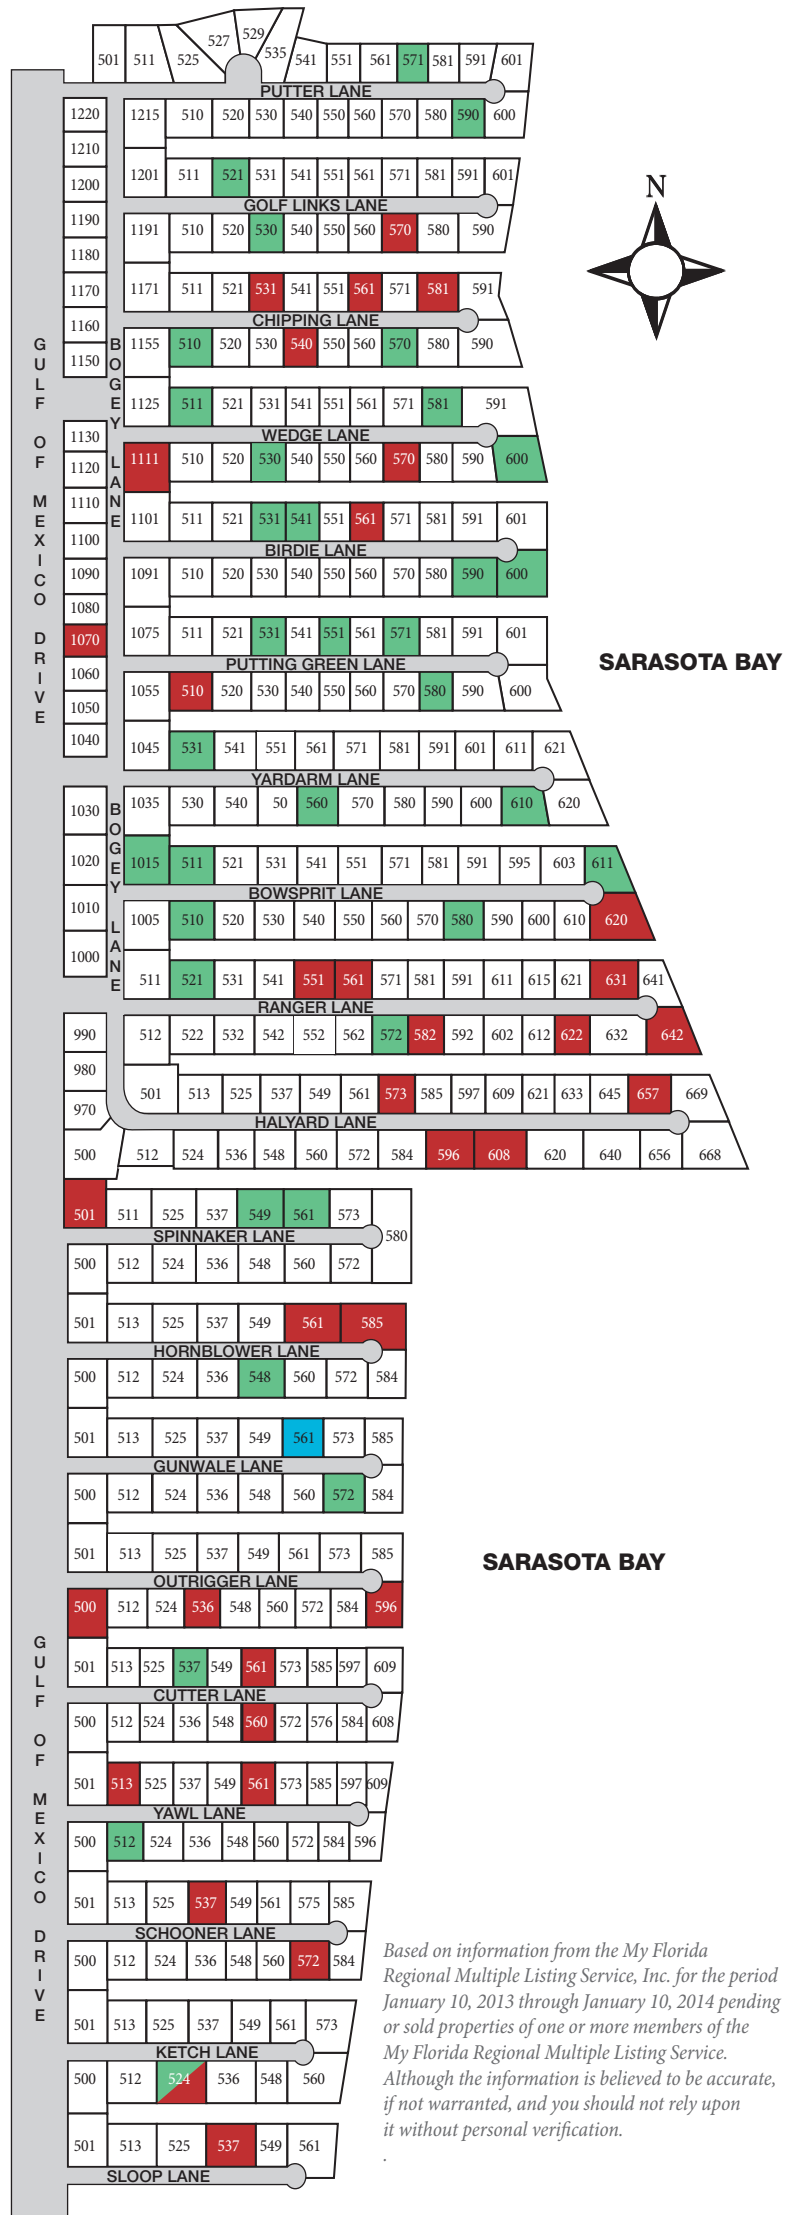 501 511 525 527 529 535 541 551 561 571 581 591 601
PUTTER LANE
1220 1215 510 520 530 540 550 560 570 580 590 600
1210
1200 1201 511 521 531 541 551 561 571 581 591 601
GOLF LINKS LANE
1190 1191 510 520 530 540 550 560 570 580 590
N
1180
1170 1171 511 521 531 541 551 561 571 581 591
CHIPPING LANE
1160
1150 1155 510 520 530 540 550 560 570 580 590
GULF OF MEXICO DRIVE
BOGEY LANE
1125 511 521 531 541 551 561 571 581 591
WEDGE LANE
1130
1120 1111 510 520 530 540 550 560 570 580 590 600
1110
1100 1101 511 521 531 541 551 561 571 581 591 601
BIRDIE LANE
1090 1091 510 520 530 540 550 560 570 580 590 600
1080
1070 1075 511 521 531 541 551 561 571 581 591 601
PUTTING GREEN LANE
SARASOTA BAY
1060
1050 1055 510 520 530 540 550 560 570 580 590 600
1040 1045 531 541 551 561 571 581 591 601 611 621
YARDARM LANE
1030 1035 530 540 50 560 570 580 590 600 610 620
BOGEY LANE
1020 1015 511 521 531 541 551 571 581 591 595 603 611
BOWSPRIT LANE
1010 1005 510 520 530 540 550 560 570 580 590 600 610 620
1000
511 521 531 541 551 561 571 581 591 611 615 621 631 641
RANGER LANE
990 512 522 532 542 552 562 572 582 592 602 612 622 632 642
980
970 501 513 525 537 549 561 573 585 597 609 621 633 645 657 669
HALYARD LANE
500 512 524 536 548 560 572 584 596 608 620 640 656 668
501 511 525 537 549 561 573 580
SPINNAKER LANE
500 512 524 536 548 560 572
501 513 525 537 549 561 585
HORNBLOWER LANE
500 512 524 536 548 560 572 584
501 513 525 537 549 561 573 585
GUNWALE LANE
500 512 524 536 548 560 572 584
501 513 525 537 549 561 573 585
SARASOTA BAY
OUTRIGGER LANE
500 512 524 536 548 560 572 584 596
GULF OF MEXICO DRIVE
501 513 525 537 549 561 573 585 597 609
CUTTER LANE
500 512 524 536 548 560 572 576 584 608
501 513 525 537 549 561 573 585 597 609
YAWL LANE
500 512 524 536 548 560 572 584 596
501 513 525 537 549 561 575 585
SCHOONER LANE
500 512 524 536 548 560 572 584
501 513 525 537 549 561 573
KETCH LANE
500 512 524 536 548 560
501 513 525 537 549 561
SLOOP LANE
Based on information from the My Florida
Regional Multiple Listing Service, Inc. for the period
January 10, 2013 through January 10, 2014 pending
or sold properties of one or more members of the
My Florida Regional Multiple Listing Service.
Although the information is believed to be accurate,
if not warranted, and you should not rely upon
it without personal verification.
.